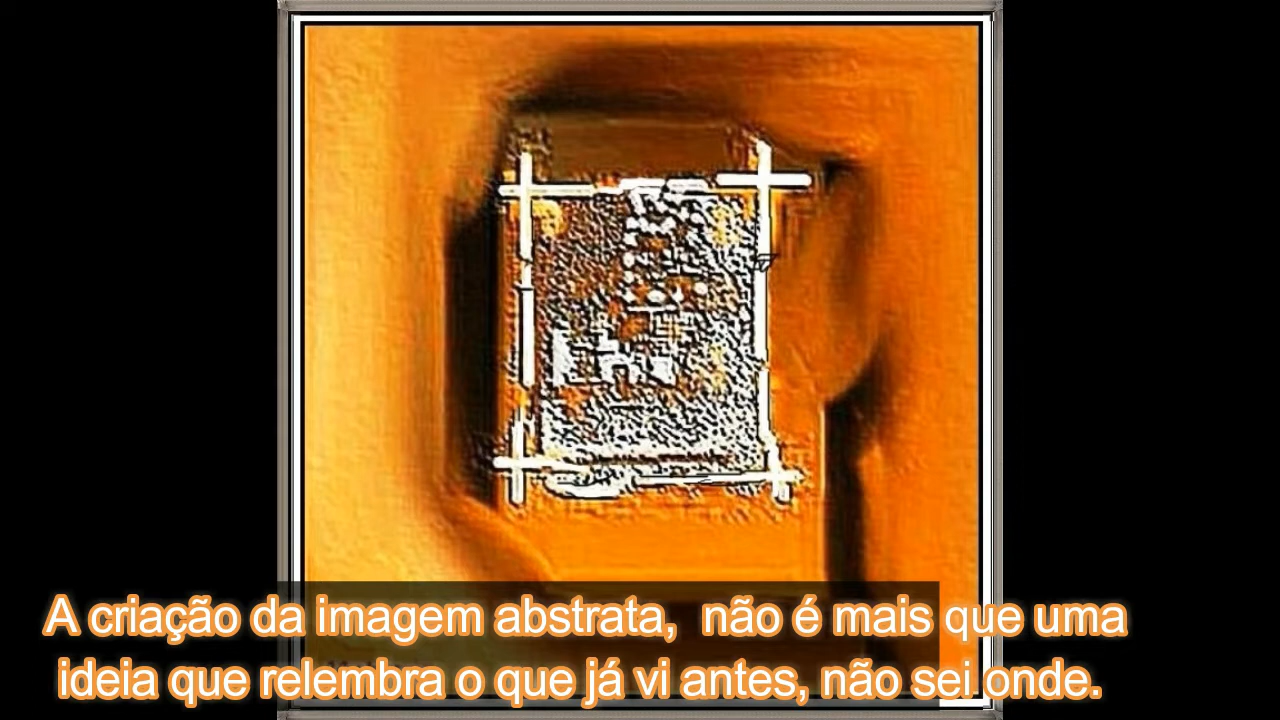 A criação da imagem abstrata, não é mais que uma
ideia que relembra o que já vi antes, não sei onde.